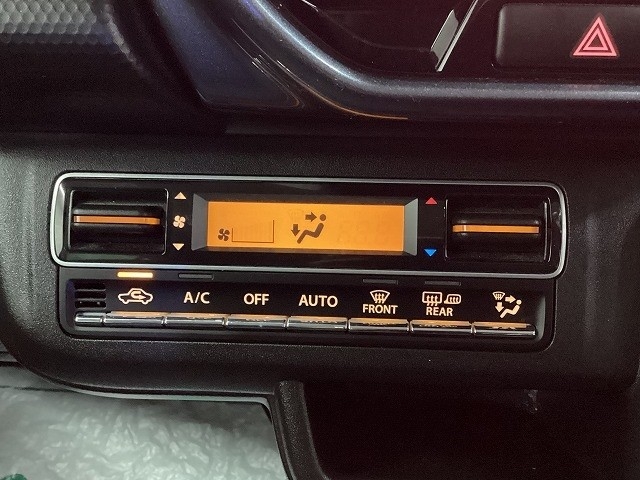 A/C OFF AUTO FRONT REAR